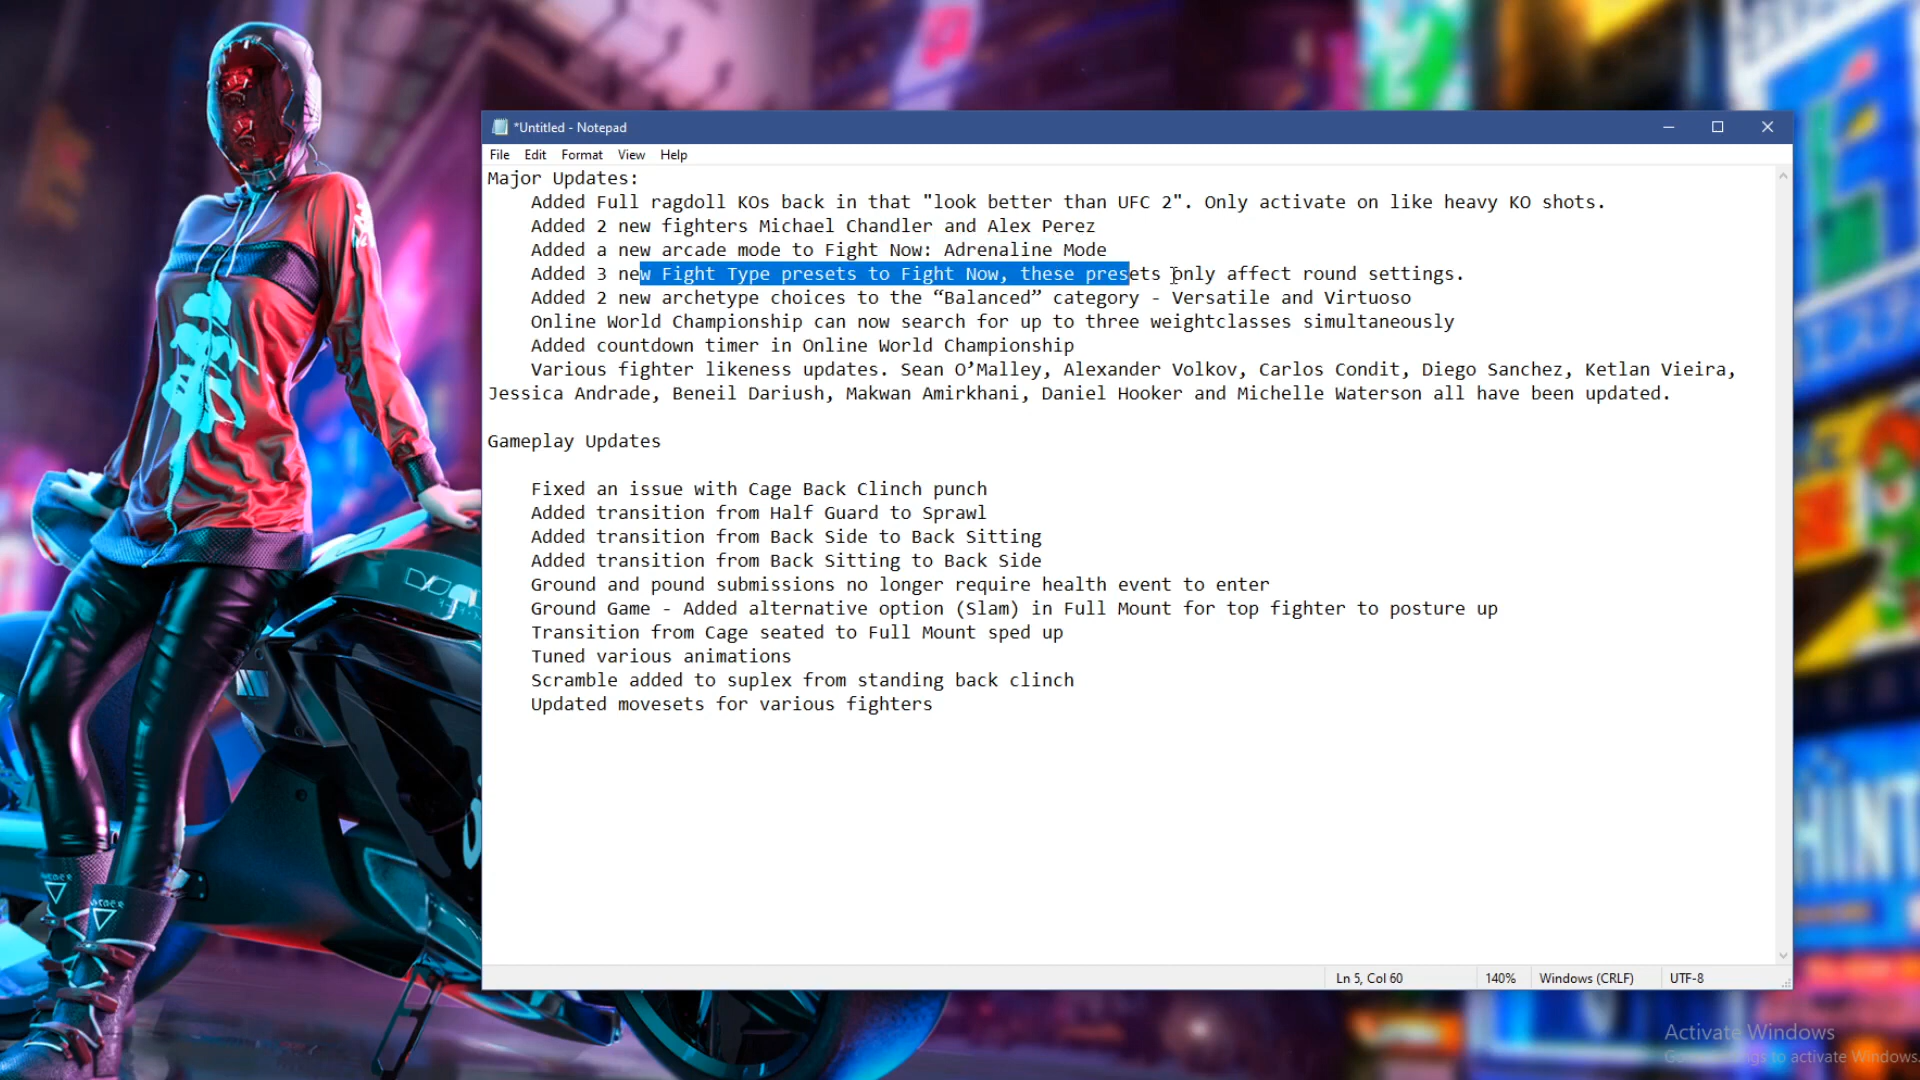 *Untitled - Notepad
File Edit Format View Help
Major Updates:
Added Full ragdoll KOs back in that "look better than UFC 2". Only activate on like heavy KO shots.
Added 2 new fighters Michael Chandler and Alex Perez
Added a new arcade mode to Fight Now: Adrenaline Mode
Added 3 new Fight Type presets to Fight Now, these presets only affect round settings.
Added 2 new archetype choices to the “Balanced” category - Versatile and Virtuoso
Online World Championship can now search for up to three weightclasses simultaneously
Added countdown timer in Online World Championship
Various fighter likeness updates. Sean O’Malley, Alexander Volkov, Carlos Condit, Diego Sanchez, Ketlan Vieira,
Jessica Andrade, Beneil Dariush, Makwan Amirkhani, Daniel Hooker and Michelle Waterson all have been updated.
Gameplay Updates
Fixed an issue with Cage Back Clinch punch
Added transition from Half Guard to Sprawl
Added transition from Back Side to Back Sitting
Added transition from Back Sitting to Back Side
Ground and pound submissions no longer require health event to enter
Ground Game - Added alternative option (Slam) in Full Mount for top fighter to posture up
Transition from Cage seated to Full Mount sped up
Tuned various animations
Scramble added to suplex from standing back clinch
Updated movesets for various fighters
Ln 5, Col 60 140% Windows (CRLF) UTF-8
Activate Windows
to activate Windows.